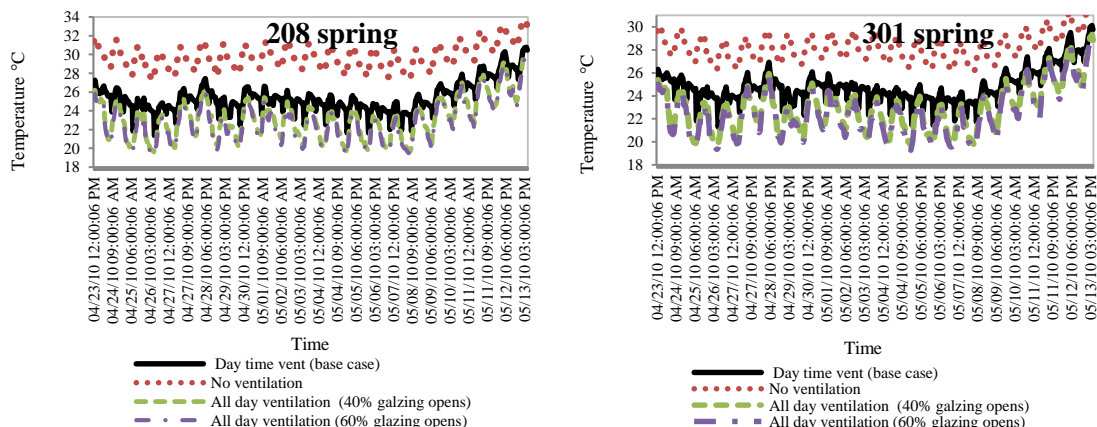 208 spring
Temperature °C
34
32
30
28
26
24
22
20
18
04/23/10 12:00:06 PM
04/24/10 09:00:06 AM
04/25/10 06:00:06 AM
04/26/10 03:00:06 AM
04/27/10 12:00:06 AM
04/27/10 09:00:06 PM
04/28/10 06:00:06 PM
04/29/10 03:00:06 PM
04/30/10 12:00:06 PM
05/01/10 09:00:06 AM
05/02/10 06:00:06 AM
05/03/10 03:00:06 AM
05/04/10 12:00:06 AM
05/04/10 09:00:06 PM
05/05/10 06:00:06 PM
05/06/10 03:00:06 PM
05/07/10 12:00:06 PM
05/08/10 09:00:06 AM
05/09/10 06:00:06 AM
05/10/10 03:00:06 AM
05/11/10 12:00:06 AM
05/11/10 09:00:06 PM
05/12/10 06:00:06 PM
05/13/10 03:00:06 PM
Time
Day time vent (base case)
No ventilation
All day ventilation (40% galzing opens)
All day ventilation (60% glazing opens)
301 spring
Temperature °C
30
28
26
24
22
20
18
04/23/10 12:00:06 PM
04/24/10 09:00:06 AM
04/25/10 06:00:06 AM
04/26/10 03:00:06 AM
04/27/10 12:00:06 AM
04/27/10 09:00:06 PM
04/28/10 06:00:06 PM
04/29/10 03:00:06 PM
04/30/10 12:00:06 PM
05/01/10 09:00:06 AM
05/02/10 06:00:06 AM
05/03/10 03:00:06 AM
05/04/10 12:00:06 AM
05/04/10 09:00:06 PM
05/05/10 06:00:06 PM
05/06/10 03:00:06 PM
05/07/10 12:00:06 PM
05/08/10 09:00:06 AM
05/09/10 06:00:06 AM
05/10/10 03:00:06 AM
05/11/10 12:00:06 AM
05/11/10 09:00:06 PM
05/12/10 06:00:06 PM
05/13/10 03:00:06 PM
Time
Day time vent (base case)
No ventilation
All day ventilation (40% galzing opens)
All day ventilation (60% glazing opens)